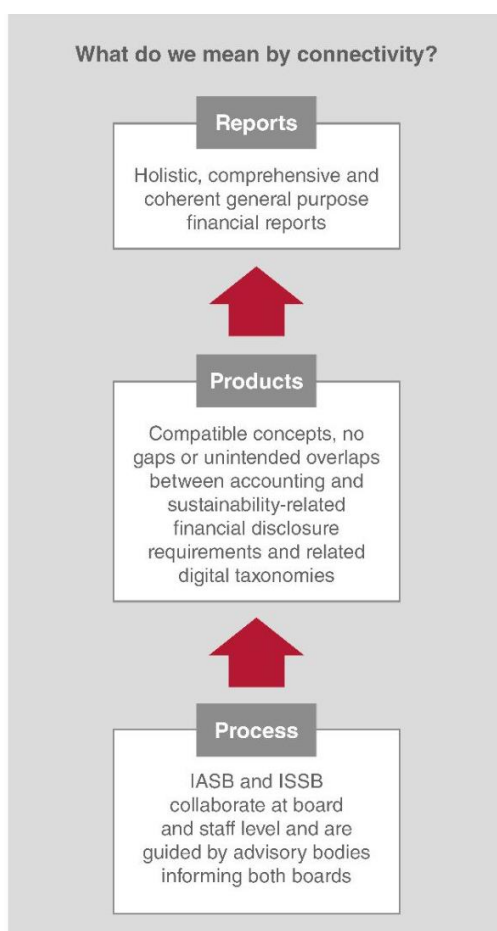 What do we mean by connectivity?
Reports
Holistic, comprehensive and
coherent general purpose
financial reports
Products
Compatible concepts, no
gaps or unintended overlaps
between accounting and
sustainability-related
financial disclosure
requirements and related
digital taxonomies
Process
IASB and ISSB
collaborate at board
and staff level and are
guided by advisory bodies
informing both boards